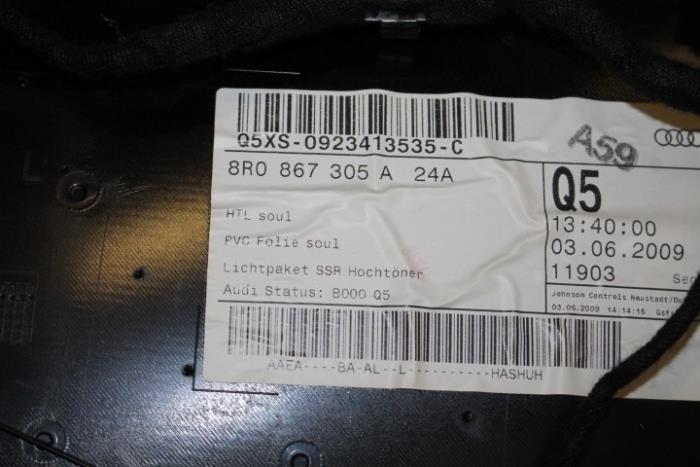 Q5XS-0923413535-C
A59
8R0 867 305 A 24A
Q5
13:40:00
03.06.2009
11903
HTL soul
PVC Folie soul
Lichtpaket SSR Hochtöner
Audi Status: B000 Q5
Johnson Controls Neustadt/Do
03.06.2009 14:14:15
AAEA----BA-AL--L----------HASHUH
L